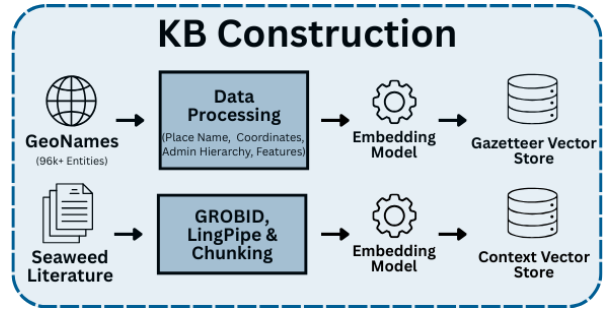 KB Construction
GeoNames
(96k+ Entities)
Data
Processing
(Place Name, Coordinates,
Admin Hierarchy, Features)
Embedding
Model
Gazetteer Vector
Store
Seaweed
Literature
GROBID,
LingPipe &
Chunking
Embedding
Model
Context Vector
Store